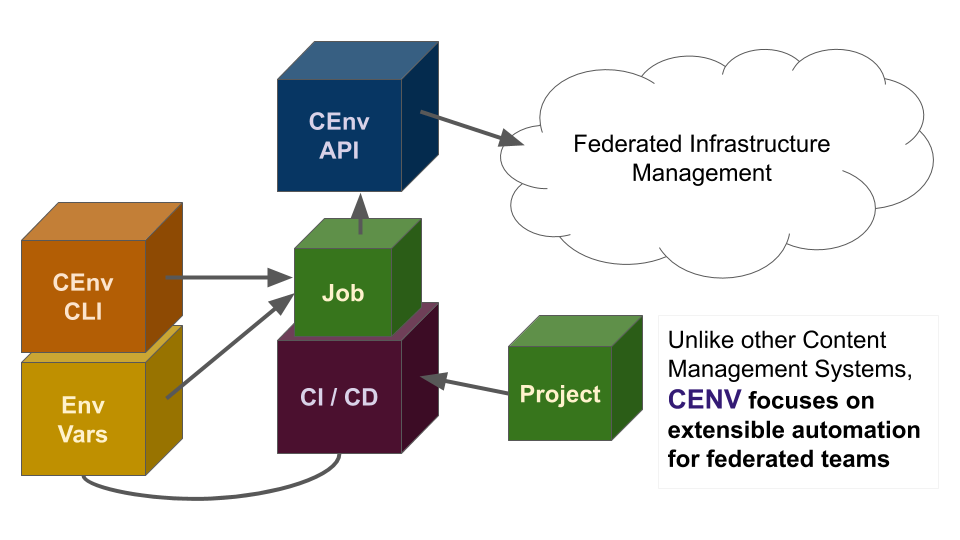 CEnv
API
Federated Infrastructure
Management
CEnv
CLI
Job
Env
Vars
CI / CD
Project
Unlike other Content
Management Systems,
CENV focuses on
extensible automation
for federated teams